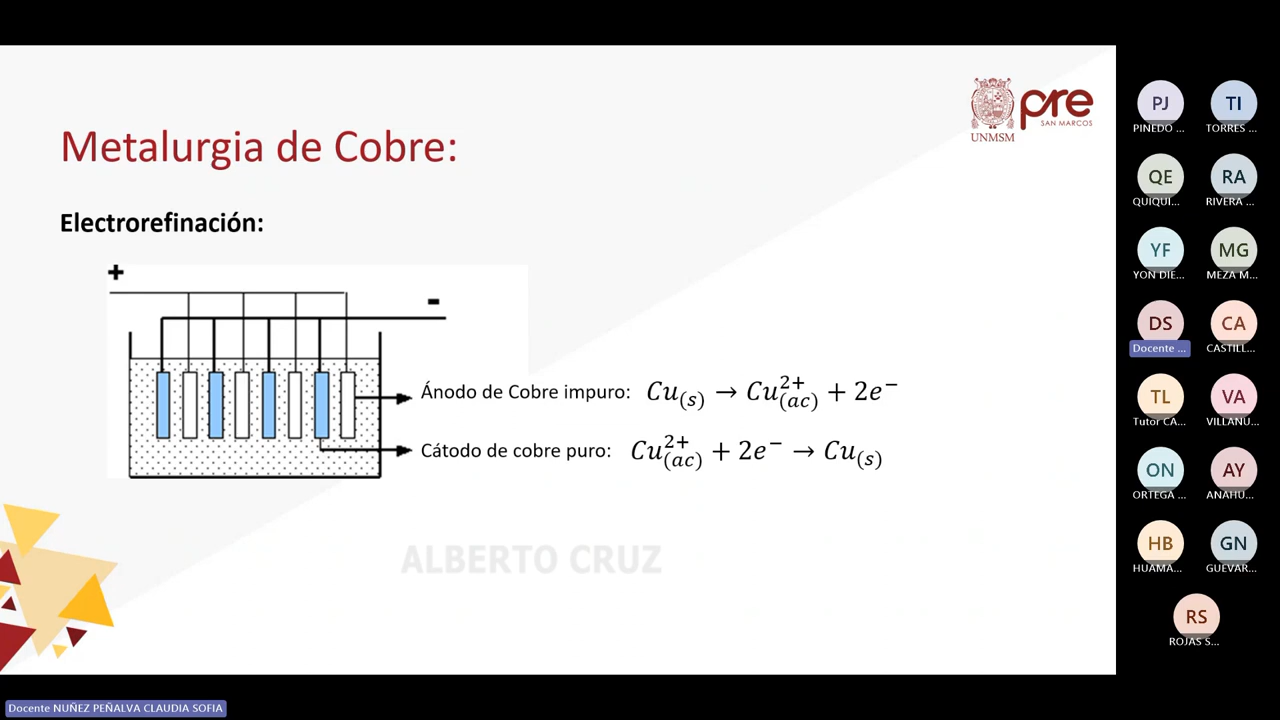 Metalurgia de Cobre:
UNMSM
pre
SAN MARCOS
Electrorefinación:
+
-
Ánodo de Cobre impuro: Cu(s) → Cu²⁺(ac) + 2e⁻
Cátodo de cobre puro: Cu²⁺(ac) + 2e⁻ → Cu(s)
ALBERTO CRUZ
PJ TI
PINEDO ... TORRES ...
QE RA
QUIQUI... RIVERA ...
YF MG
YON DIE... MEZA M...
DS CA
Docente ... CASTILL...
TL VA
Tutor CA... VILLANU...
ON AY
ORTEGA ... ANAHU...
HB GN
HUAMA... GUEVAR...
RS
ROJAS S...
Docente NUÑEZ PEÑALVA CLAUDIA SOFIA